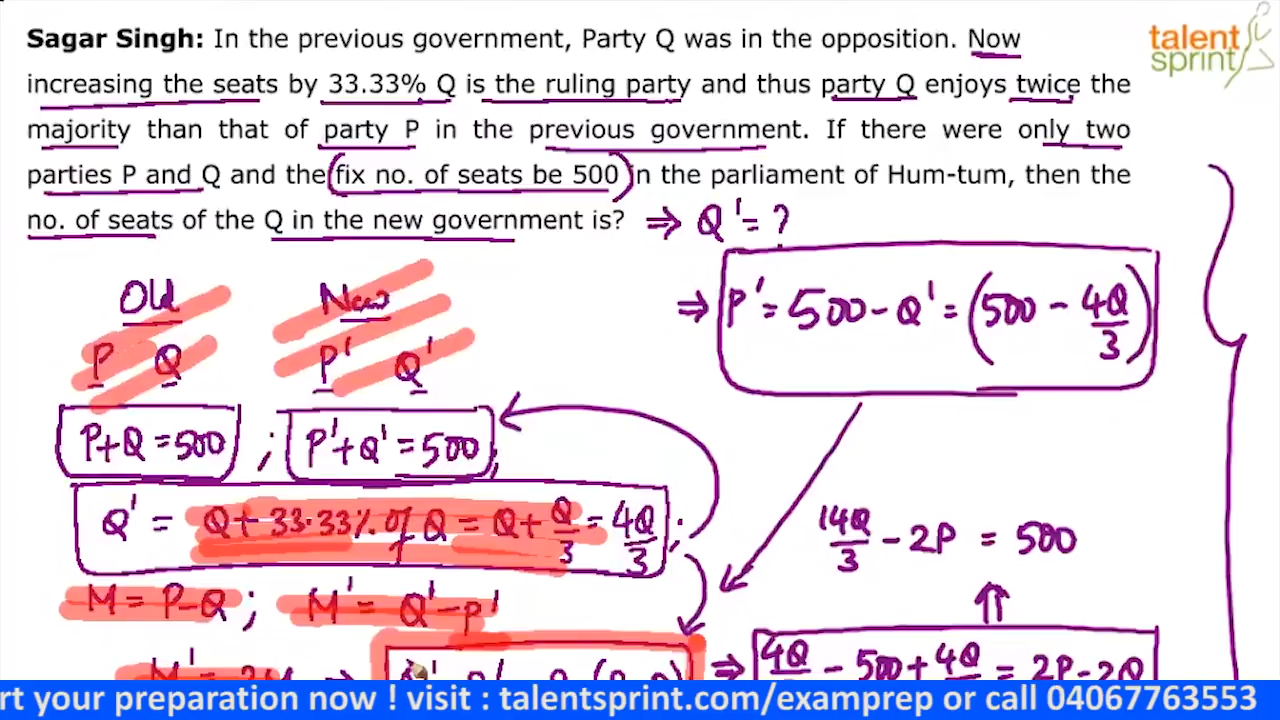 Sagar Singh: In the previous government, Party Q was in the opposition. Now
increasing the seats by 33.33% Q is the ruling party and thus party Q enjoys twice the
majority than that of party P in the previous government. If there were only two
parties P and Q and the fix no. of seats be 500 in the parliament of Hum-tum, then the
no. of seats of the Q in the new government is? ⇒ Q' = ?
talent
sprint
⇒ P' = 500 - Q' = (500 - 4Q/3)
Old New
P Q P' Q'
P+Q = 500 ; P'+Q' = 500 ;
Q' = Q + 33.33% of Q = Q + Q/3 = 4Q/3 ;
14Q/3 - 2P = 500
M = P-Q ; M' = Q'-P'
⇒ 4Q - 500 + 4Q = 2P - 2Q
rt your preparation now ! visit : talentsprint.com/examprep or call 04067763553